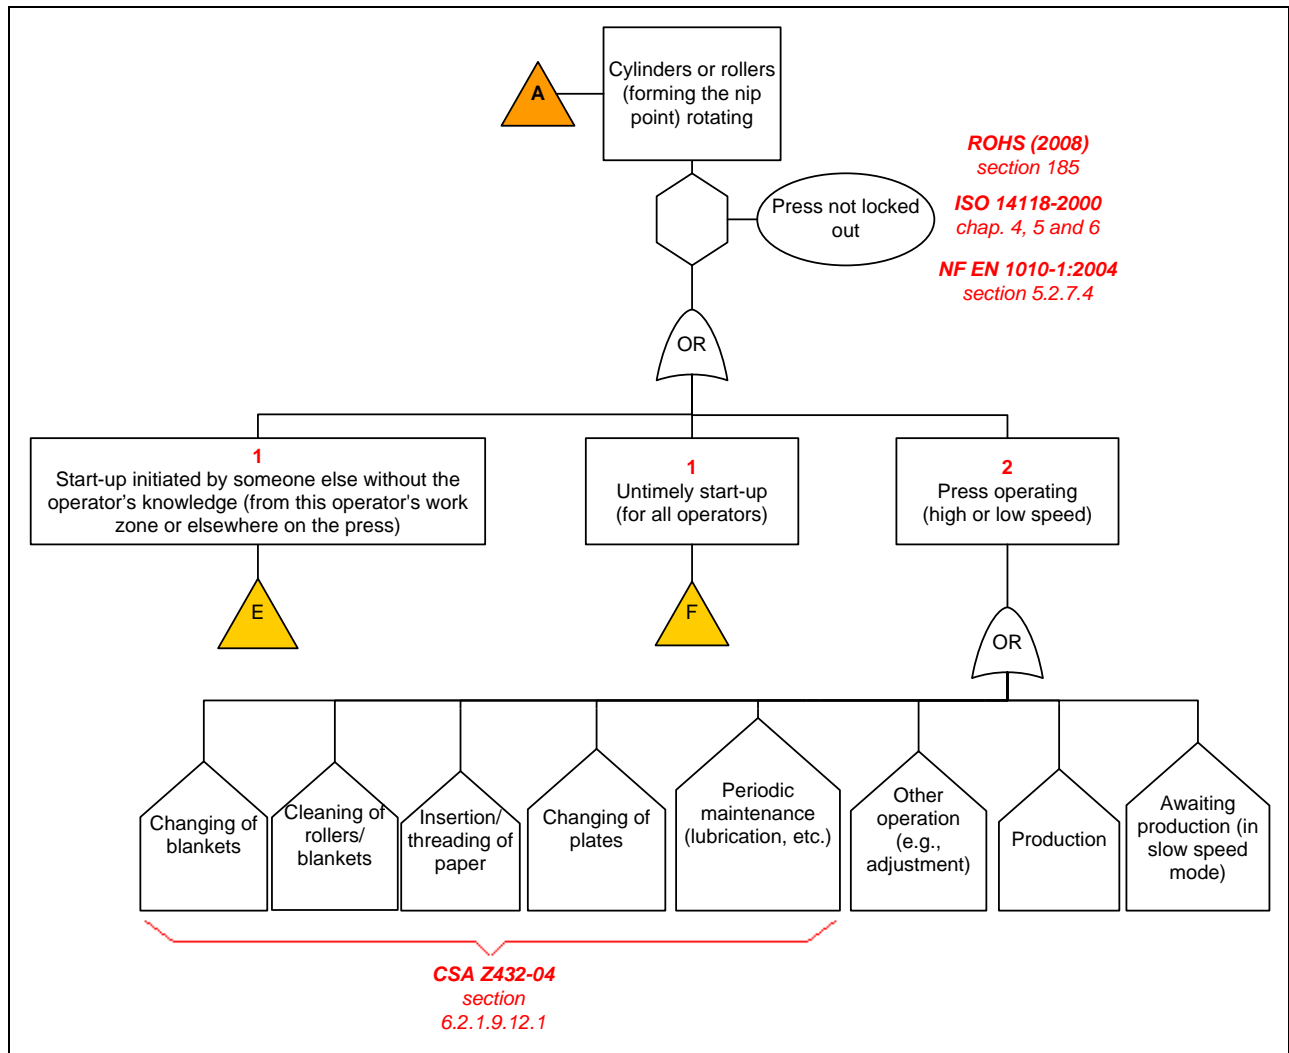 A
Cylinders or rollers
(forming the nip
point) rotating
ROHS (2008)
section 185
ISO 14118-2000
chap. 4, 5 and 6
NF EN 1010-1:2004
section 5.2.7.4
Press not locked
out
OR
1
Start-up initiated by someone else without the
operator's knowledge (from this operator's work
zone or elsewhere on the press)
1
Untimely start-up
(for all operators)
2
Press operating
(high or low speed)
E
F
OR
Changing of
blankets
Cleaning of
rollers/
blankets
Insertion/
threading of
paper
Changing of
plates
Periodic
maintenance
(lubrication, etc.)
Other
operation
(e.g.,
adjustment)
Production
Awaiting
production (in
slow speed
mode)
CSA Z432-04
section
6.2.1.9.12.1